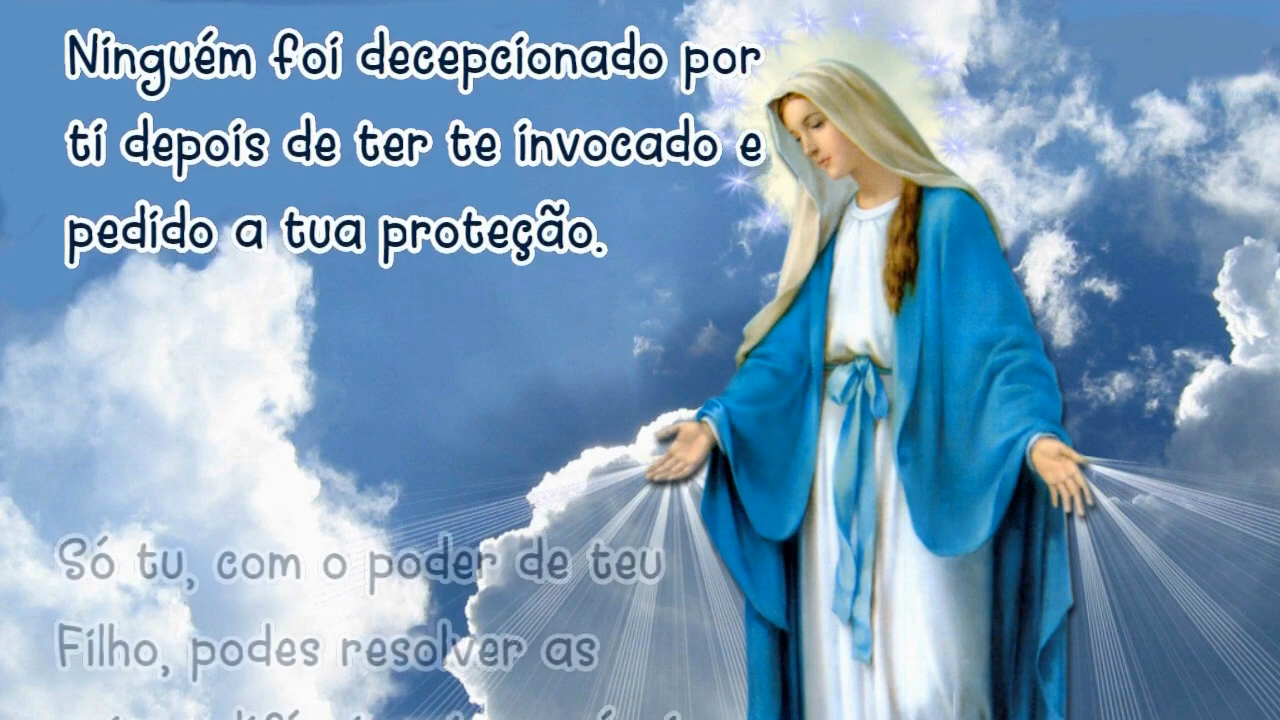 Ninguém foi decepcionado por
ti depois de ter te invocado e
pedido a tua proteção.
Só tu, com o poder de teu
Filho, podes resolver as